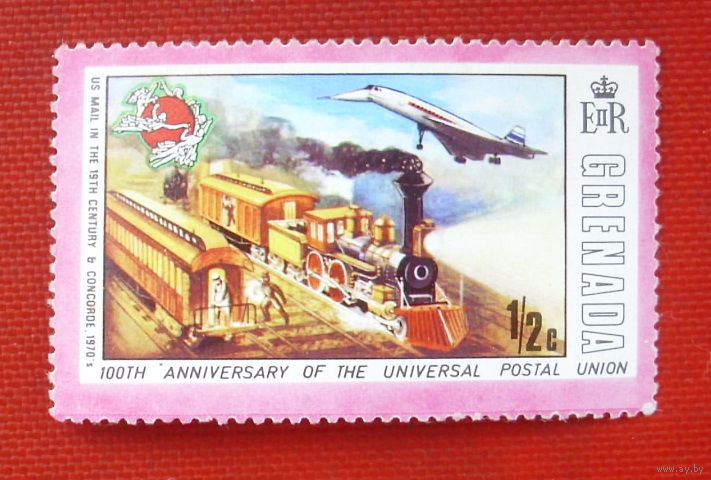 US MAIL IN THE 19TH CENTURY & CONCORDE, 1970's
EIIR
GRENADA
1/2 c
100TH ANNIVERSARY OF THE UNIVERSAL POSTAL UNION
www.ay.by